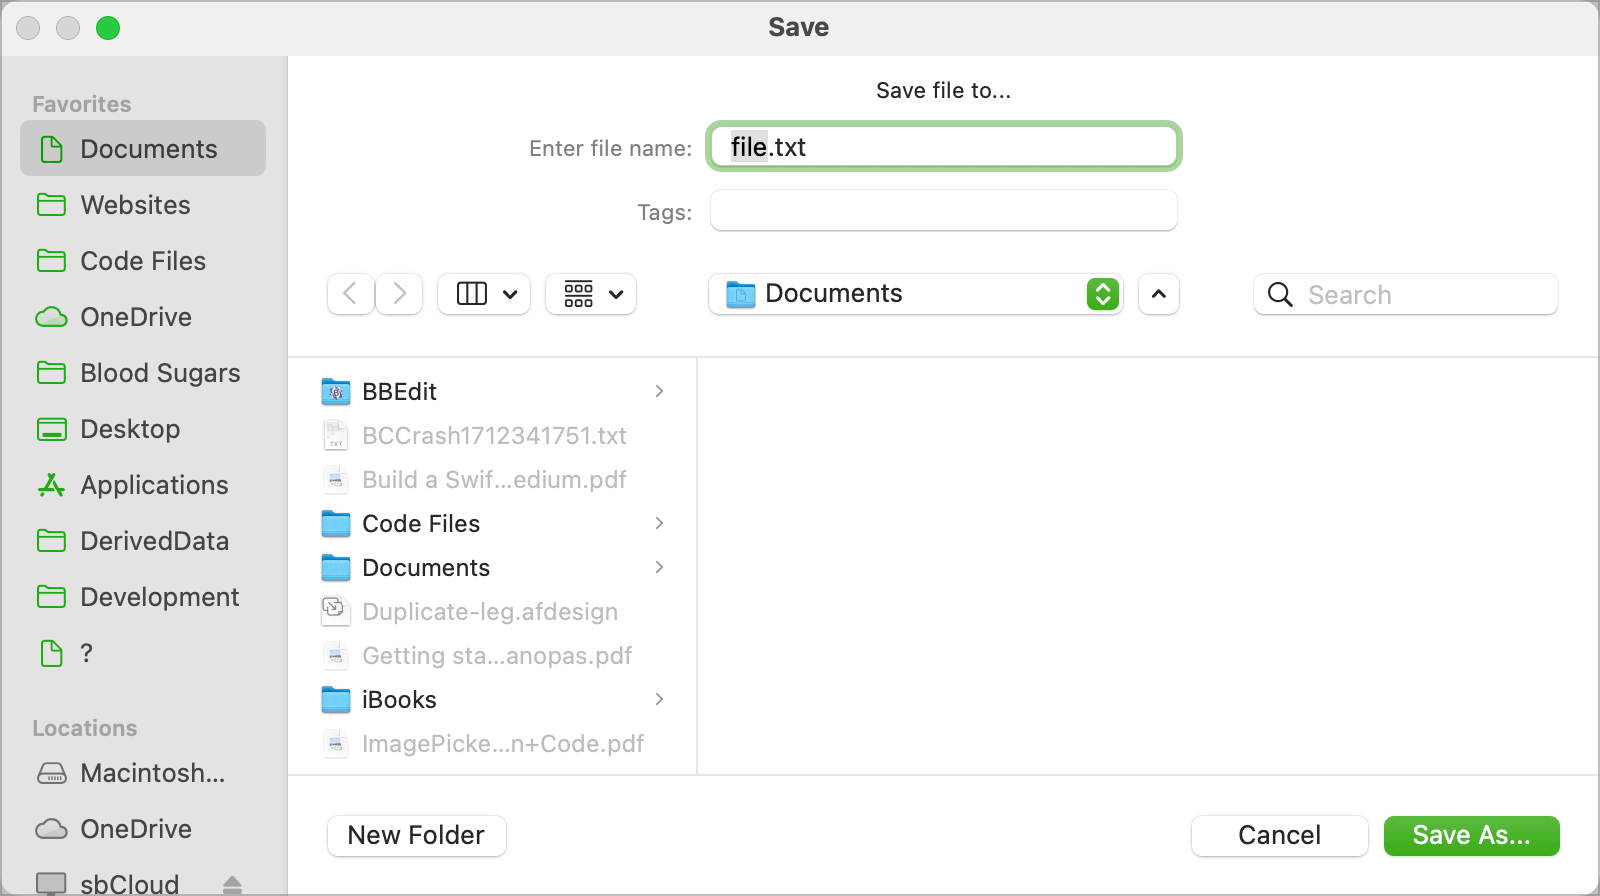 Save
Favorites
Documents
Websites
Code Files
OneDrive
Blood Sugars
Desktop
Applications
DerivedData
Development
?
Locations
Macintosh...
OneDrive
sbCloud
Save file to...
Enter file name: file.txt
Tags:
Documents
Search
BBEdit
TXT
BCCrash1712341751.txt
Build a Swif...edium.pdf
Code Files
Documents
Duplicate-leg.afdesign
Getting sta...anopas.pdf
iBooks
ImagePicke...n+Code.pdf
New Folder
Cancel
Save As...